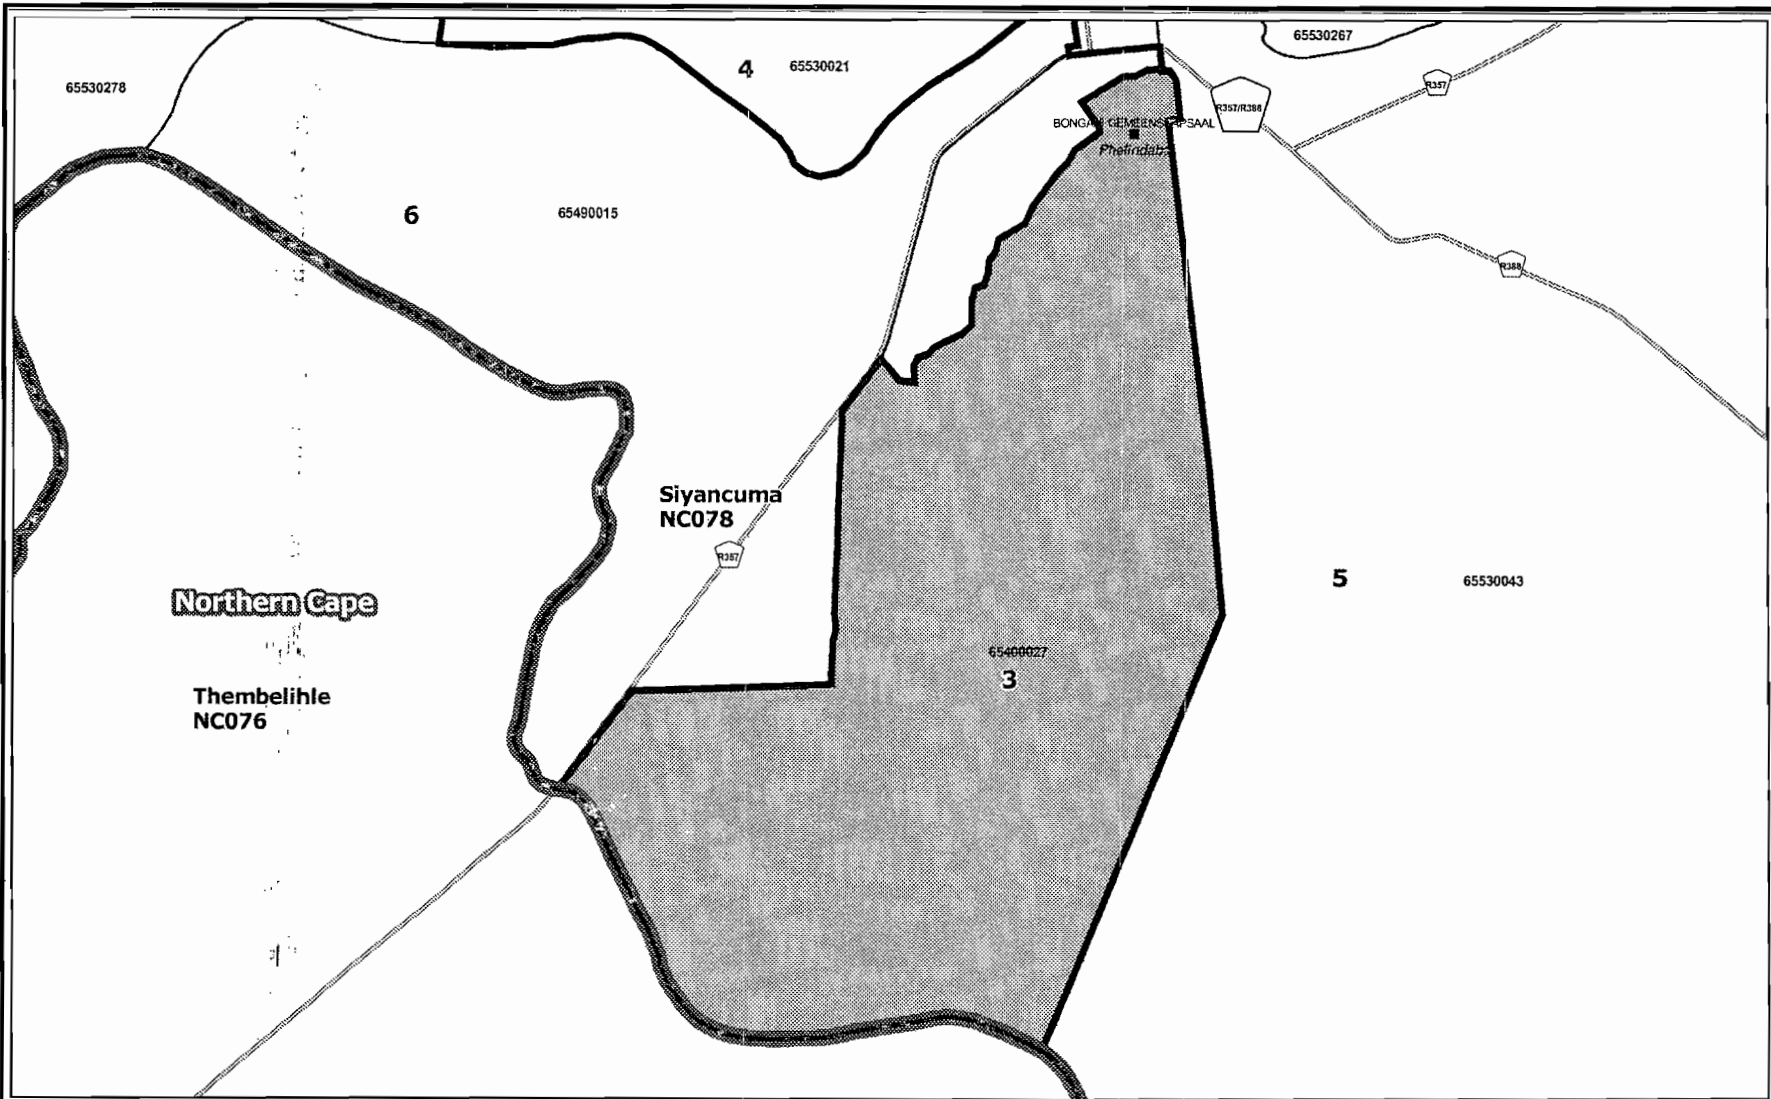 65530267
4
65530021
65530278
R357
R357/R388
6
65490015
R388
Siyancuma
NC078
R357
5
65530043
Northern Cape
65400027
3
Thembelihle
NC076